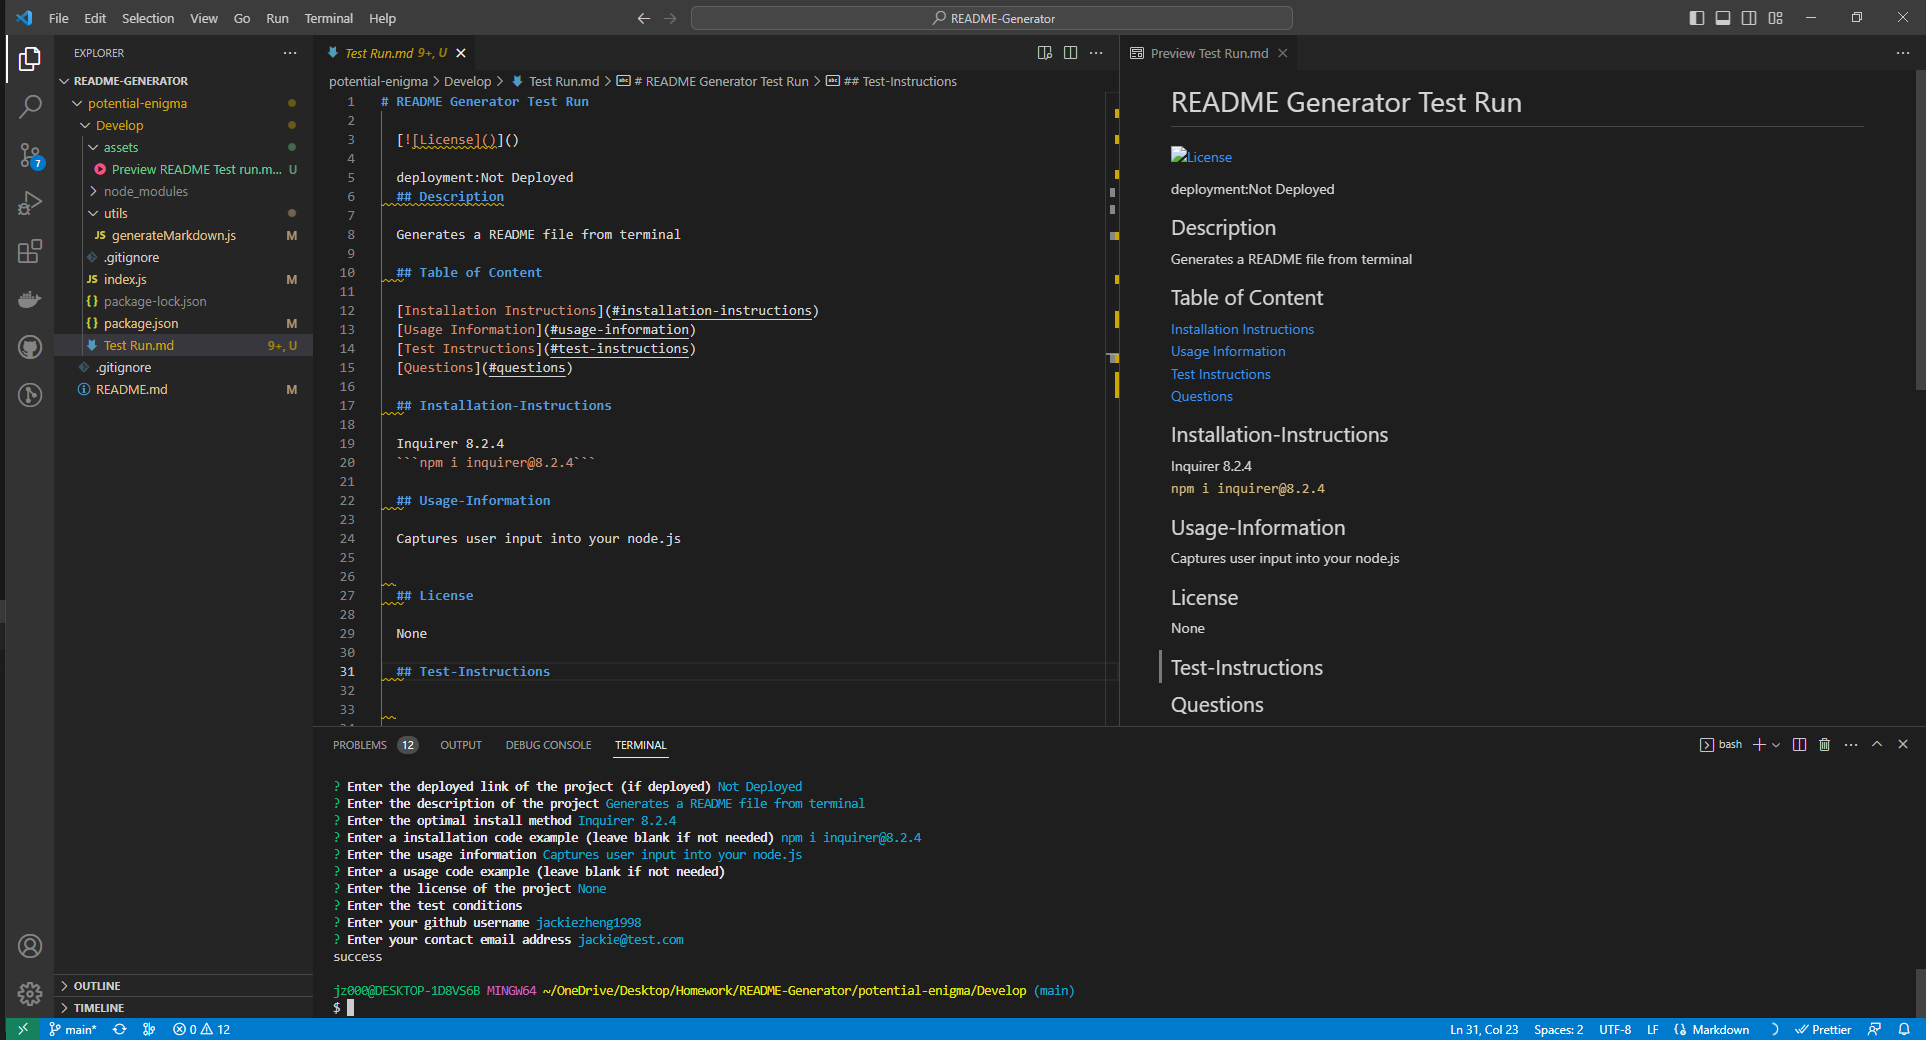 File Edit Selection View Go Run Terminal Help
README-Generator
EXPLORER
README-GENERATOR
potential-enigma
Develop
assets
Preview README Test run.m... U
node_modules
utils
JS generateMarkdown.js M
.gitignore
JS index.js M
{} package-lock.json
{} package.json M
Test Run.md 9+, U
.gitignore
README.md M
OUTLINE
TIMELINE
7
Test Run.md 9+, U
potential-enigma > Develop > Test Run.md > # README Generator Test Run > ## Test-Instructions
1 # README Generator Test Run
2
3 [![License]()]()
4
5 deployment:Not Deployed
6 ## Description
7
8 Generates a README file from terminal
9
10 ## Table of Content
11
12 [Installation Instructions](#installation-instructions)
13 [Usage Information](#usage-information)
14 [Test Instructions](#test-instructions)
15 [Questions](#questions)
16
17 ## Installation-Instructions
18
19 Inquirer 8.2.4
20 ```npm i inquirer@8.2.4```
21
22 ## Usage-Information
23
24 Captures user input into your node.js
25
26
27 ## License
28
29 None
30
31 ## Test-Instructions
32
33
Preview Test Run.md
README Generator Test Run
License
deployment:Not Deployed
Description
Generates a README file from terminal
Table of Content
Installation Instructions
Usage Information
Test Instructions
Questions
Installation-Instructions
Inquirer 8.2.4
npm i inquirer@8.2.4
Usage-Information
Captures user input into your node.js
License
None
Test-Instructions
Questions
PROBLEMS 12 OUTPUT DEBUG CONSOLE TERMINAL
bash
? Enter the deployed link of the project (if deployed) Not Deployed
? Enter the description of the project Generates a README file from terminal
? Enter the optimal install method Inquirer 8.2.4
? Enter a installation code example (leave blank if not needed) npm i inquirer@8.2.4
? Enter the usage information Captures user input into your node.js
? Enter a usage code example (leave blank if not needed)
? Enter the license of the project None
? Enter the test conditions
? Enter your github username jackiezheng1998
? Enter your contact email address jackie@test.com
success
jz000@DESKTOP-1D8VS6B MINGW64 ~/OneDrive/Desktop/Homework/README-Generator/potential-enigma/Develop (main)
$
main* 0 12
Ln 31, Col 23 Spaces: 2 UTF-8 LF {} Markdown Prettier